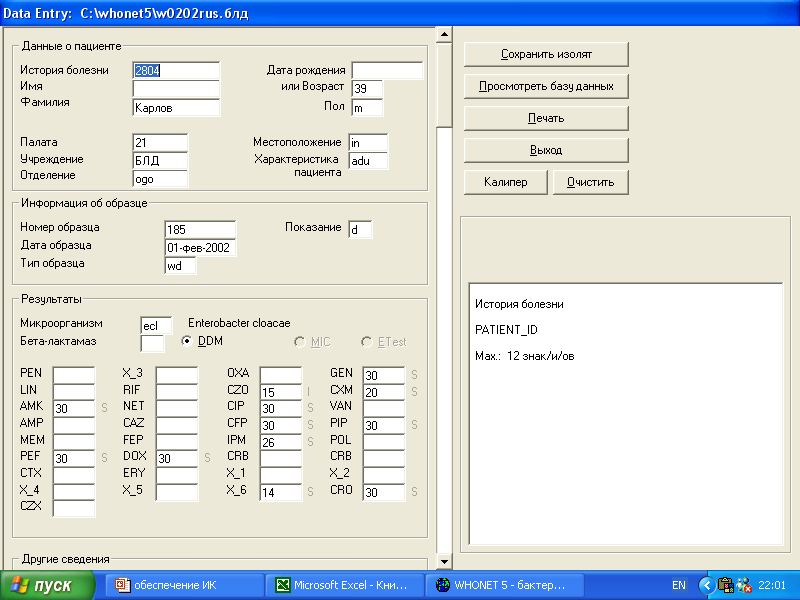 Data Entry: C:\whonet5\w0202rus.блд
Данные о пациенте
История болезни 2804 Дата рождения
Имя или Возраст 39
Фамилия Карлов Пол m
Палата 21 Местоположение in
Учреждение БЛД Характеристика пациента adu
Отделение ogo
Информация об образце
Номер образца 185 Показание d
Дата образца 01-фев-2002
Тип образца wd
Результаты
Микроорганизм ecl Enterobacter cloacae
Бета-лактамаз DDM MIC ETest
PEN X_3 OXA GEN 30 S
LIN RIF CZO 15 I CXM 20 S
AMK 30 S NET CIP 30 S VAN
AMP CAZ CFP 30 S PIP 30 S
MEM FEP IPM 26 S POL
PEF 30 S DOX 30 S CRB CRB
CTX ERY X_1 X_2
X_4 X_5 X_6 14 S CRO 30 S
CZX
Другие сведения
Сохранить изолят
Просмотреть базу данных
Печать
Выход
Калипер Очистить
История болезни
PATIENT_ID
Мах.: 12 знак/и/ов
пуск обеспечение ИК Microsoft Excel - Кни... WHONET 5 - бактер... EN 22:01